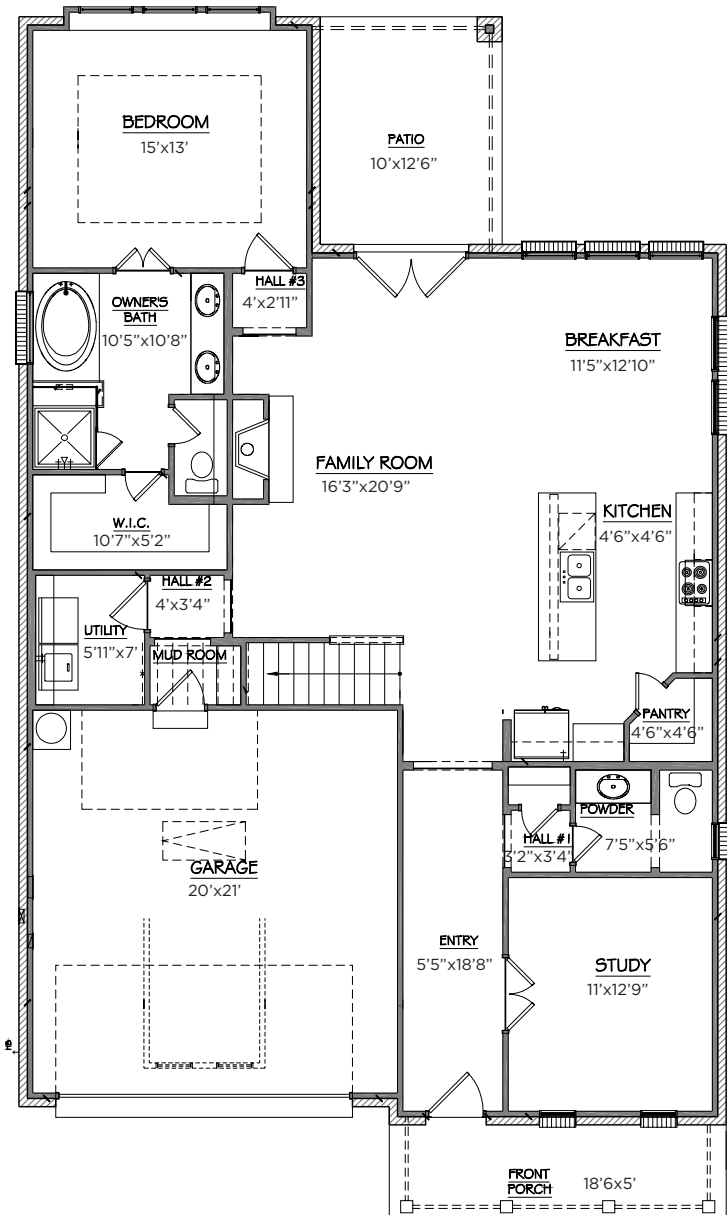 BEDROOM
15'x13'
PATIO
10'x12'6"
HALL #3
4'x2'11"
OWNER'S
BATH
10'5"x10'8"
BREAKFAST
11'5"x12'10"
FAMILY ROOM
16'3"x20'9"
KITCHEN
4'6"x4'6"
W.I.C.
10'7"x5'2"
HALL #2
4'x3'4"
UTILITY
5'11"x7'
MUD ROOM
PANTRY
4'6"x4'6"
POWDER
7'5"x5'6"
HALL #1
3'2"x3'4"
GARAGE
20'x21'
ENTRY
5'5"x18'8"
STUDY
11'x12'9"
HB
FRONT
PORCH
18'6x5'